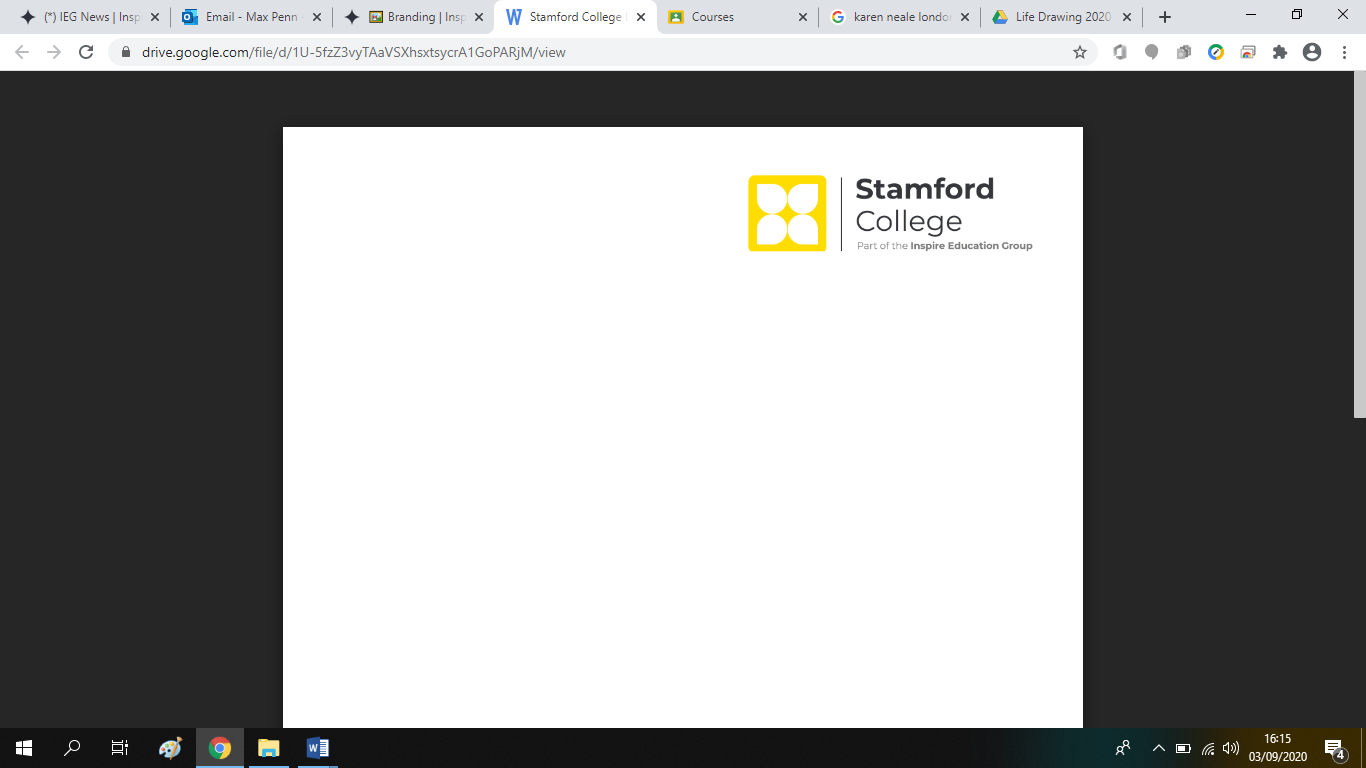 (*) IEG News | Insp
Email - Max Penn
Branding | Insp
Stamford College
Courses
karen neale londo
Life Drawing 2020
drive.google.com/file/d/1U-5fzZ3vyTAaVSXhsxtsycrA1GoPARjM/view
Stamford
College
Part of the Inspire Education Group
16:15
03/09/2020
4